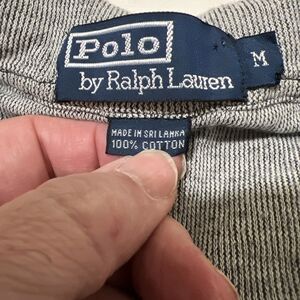 Polo
by Ralph Lauren
M
MADE IN SRI LANKA
100% COTTON